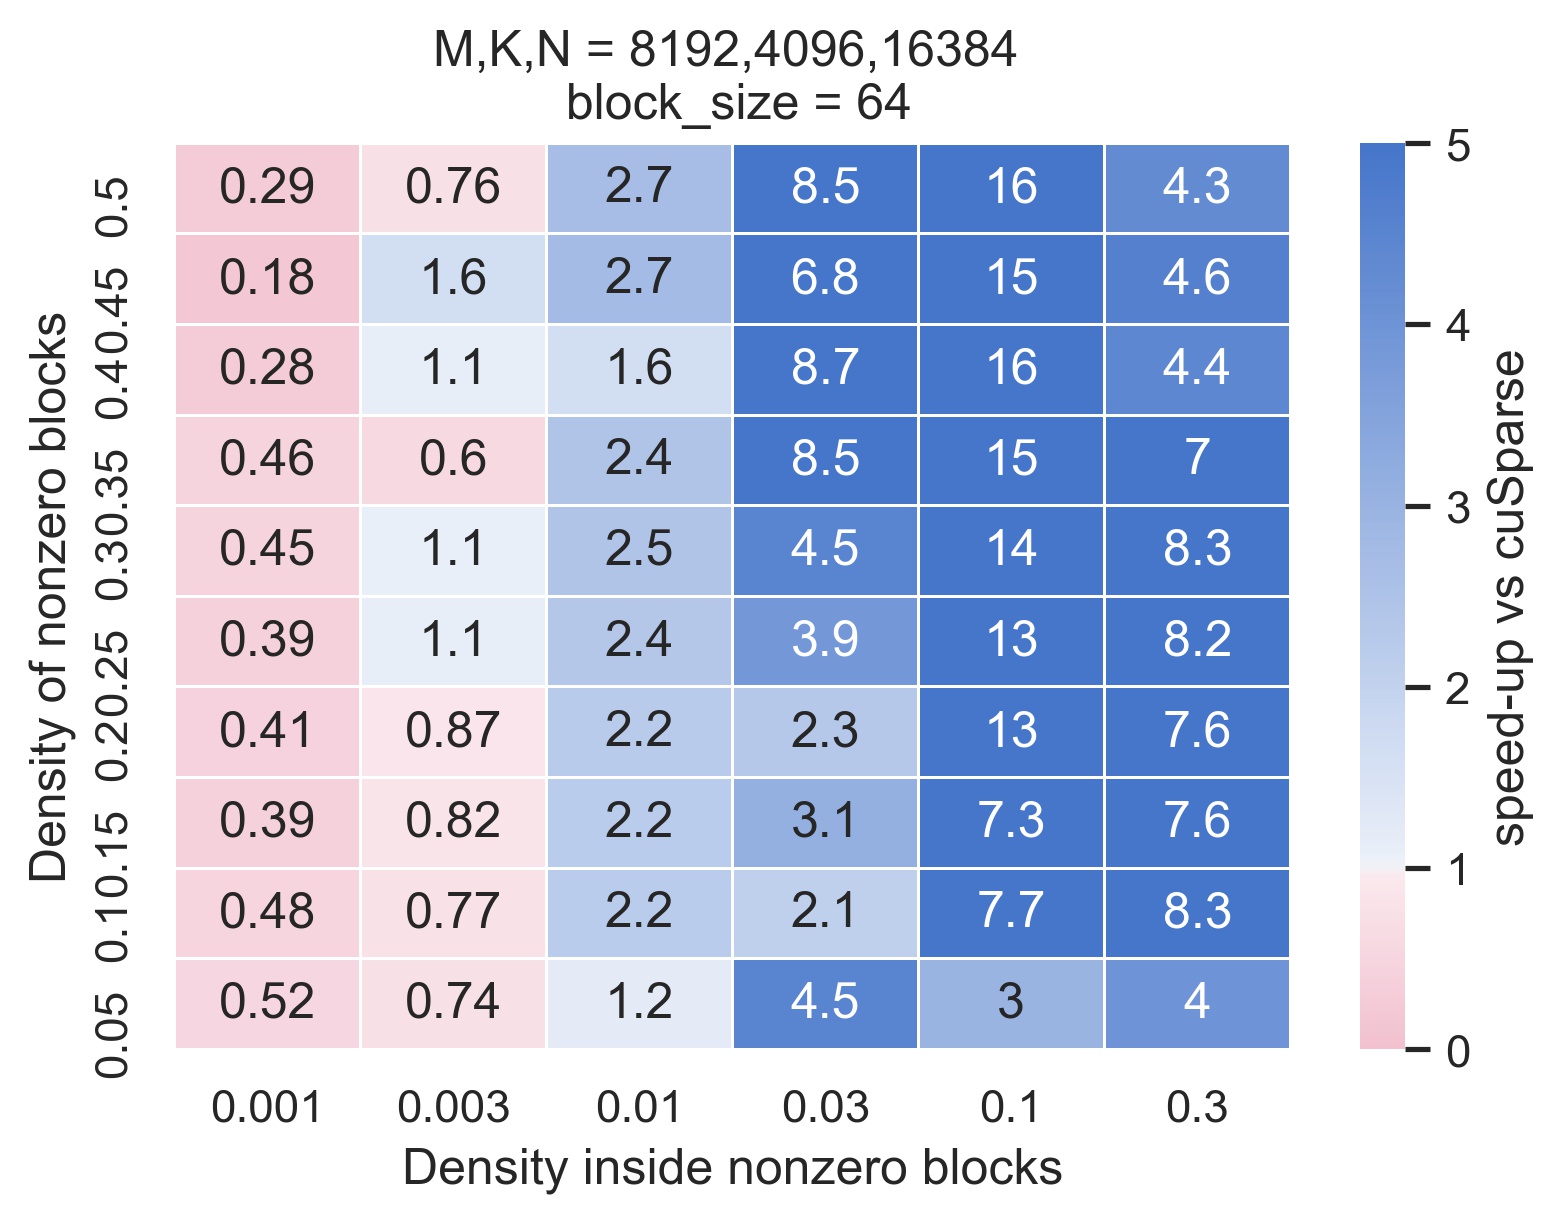 M,K,N = 8192,4096,16384
block_size = 64
Density of nonzero blocks
0.5 0.29 0.76 2.7 8.5 16 4.3
0.45 0.18 1.6 2.7 6.8 15 4.6
0.4 0.28 1.1 1.6 8.7 16 4.4
0.35 0.46 0.6 2.4 8.5 15 7
0.3 0.45 1.1 2.5 4.5 14 8.3
0.25 0.39 1.1 2.4 3.9 13 8.2
0.2 0.41 0.87 2.2 2.3 13 7.6
0.15 0.39 0.82 2.2 3.1 7.3 7.6
0.1 0.48 0.77 2.2 2.1 7.7 8.3
0.05 0.52 0.74 1.2 4.5 3 4
0.001 0.003 0.01 0.03 0.1 0.3
Density inside nonzero blocks
5
4
3
2
1
0
speed-up vs cuSparse